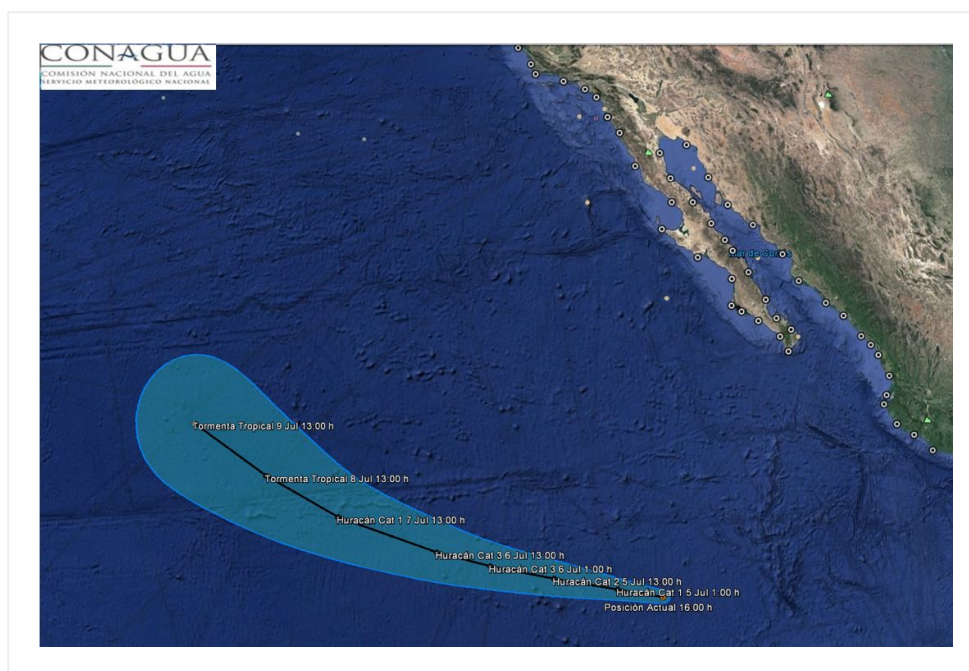 CONAGUA
COMISIÓN NACIONAL DEL AGUA
SERVICIO METEOROLÓGICO NACIONAL
Mar de Cortés
Tormenta Tropical 9 Jul 13:00 h
Tormenta Tropical 8 Jul 13:00 h
Huracán Cat 1 7 Jul 13:00 h
Huracán Cat 3 6 Jul 13:00 h
Huracán Cat 3 6 Jul 1:00 h
Huracán Cat 2 5 Jul 13:00 h
Huracán Cat 1 5 Jul 1:00 h
Posición Actual 16:00 h